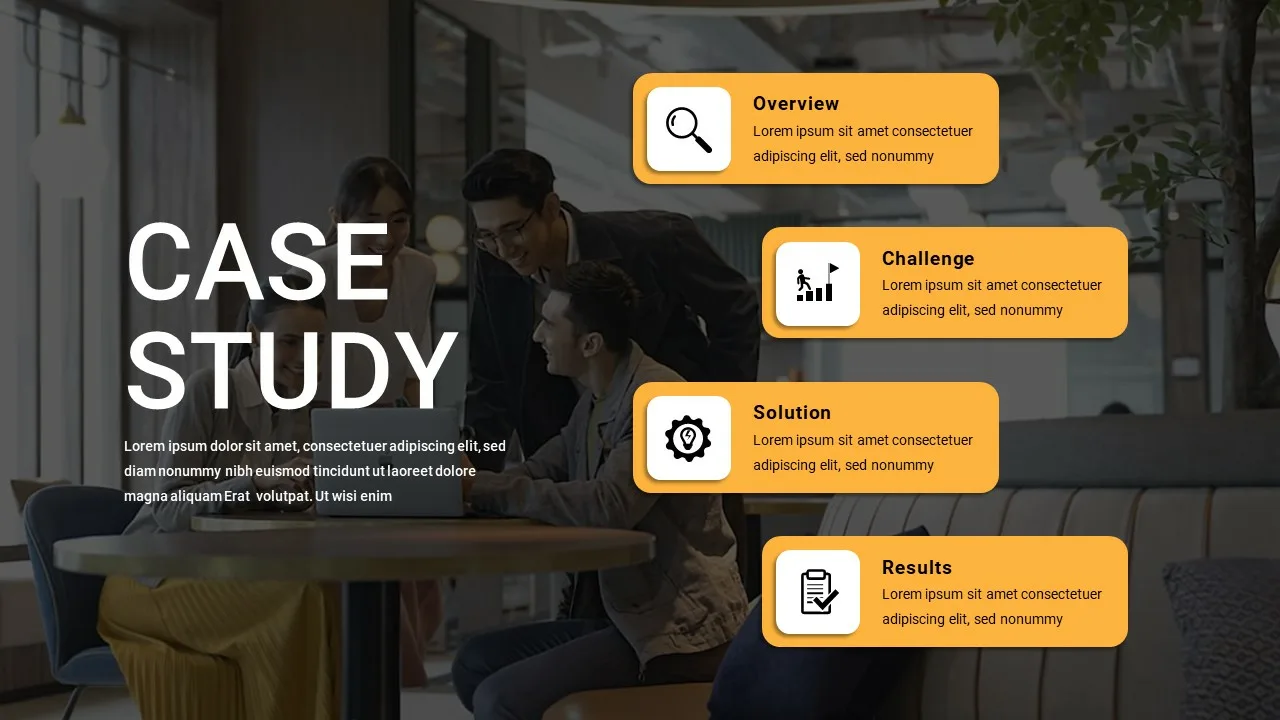 CASE
STUDY
Lorem ipsum dolor sit amet, consectetuer adipiscing elit, sed
diam nonummy nibh euismod tincidunt ut laoreet dolore
magna aliquam Erat volutpat. Ut wisi enim
Overview
Lorem ipsum sit amet consectetuer
adipiscing elit, sed nonummy
Challenge
Lorem ipsum sit amet consectetuer
adipiscing elit, sed nonummy
Solution
Lorem ipsum sit amet consectetuer
adipiscing elit, sed nonummy
Results
Lorem ipsum sit amet consectetuer
adipiscing elit, sed nonummy